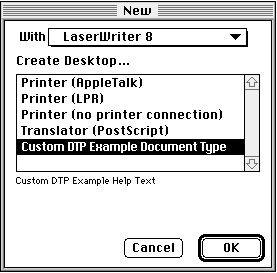 New
With LaserWriter 8
Create Desktop...
Printer (AppleTalk)
Printer (LPR)
Printer (no printer connection)
Translator (PostScript)
Custom DTP Example Document Type
Custom DTP Example Help Text
Cancel OK